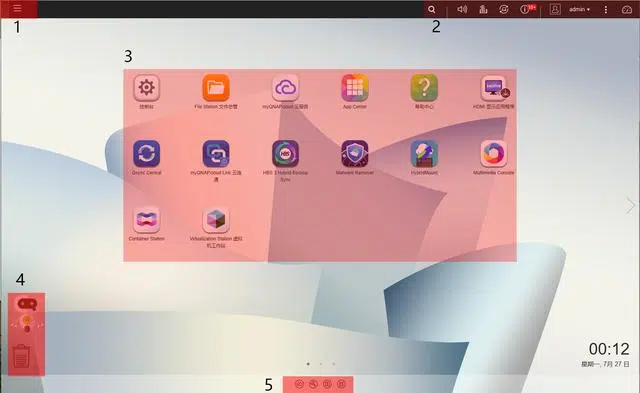 1
2
10+
admin
3
控制台
File Station 文件总管
myQNAPcloud 云服务
App Center
帮助中心
HDMI 显示应用程序
Qsync Central
myQNAPcloud Link 云连
通
HBS 3 Hybrid Backup
Sync
Malware Remover
HybridMount
Multimedia Console
Container Station
Virtualization Station 虚拟
机工作站
4
00:12
星期一, 7月 27 日
5